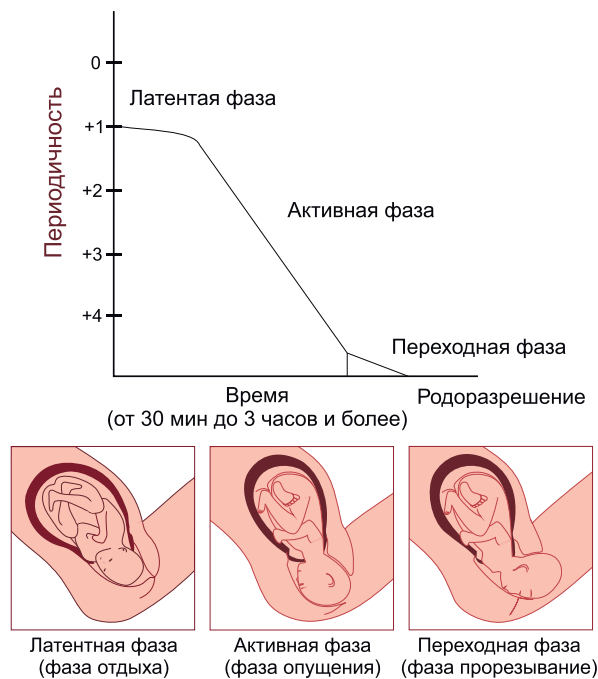 Периодичность
0
+1
+2
+3
+4
Латентая фаза
Активная фаза
Переходная фаза
Время
(от 30 мин до 3 часов и более)
Родоразрешение
Латентная фаза
(фаза отдыха)
Активная фаза
(фаза опущения)
Переходная фаза
(фаза прорезывание)